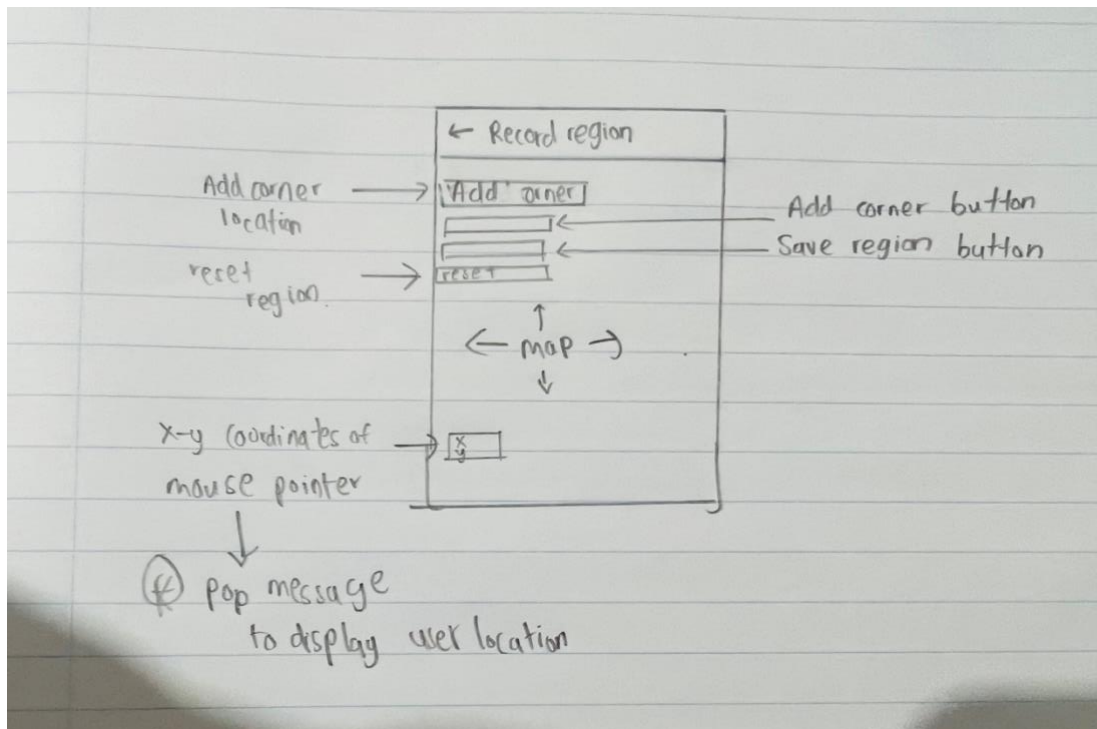 ← Record region
Add corner
location
"Add" orner
Add corner button
Save region button
reset
region.
reset
↑
← map →
↓
x-y coordinates of
mouse pointer
x
y
pop message
to display user location